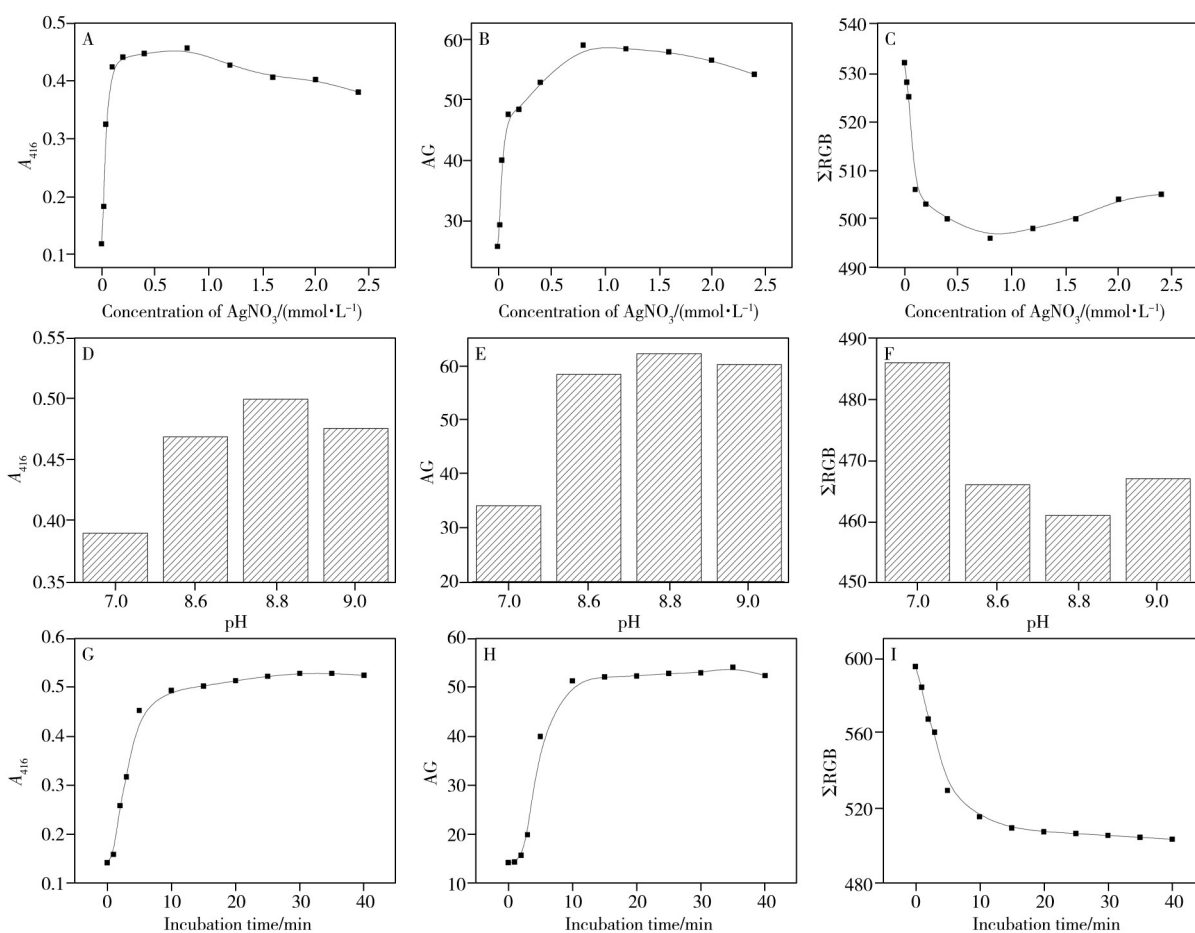 A
0.5
0.4
0.3
0.2
0.1
A416
0 0.5 1.0 1.5 2.0 2.5
Concentration of AgNO3/(mmol·L⁻¹)
B
60
50
40
30
AG
0 0.5 1.0 1.5 2.0 2.5
Concentration of AgNO3/(mmol·L⁻¹)
C
540
530
520
510
500
490
ΣRGB
0 0.5 1.0 1.5 2.0 2.5
Concentration of AgNO3/(mmol·L⁻¹)
D
0.55
0.50
0.45
0.40
0.35
A416
7.0 8.6 8.8 9.0
pH
E
60
50
40
30
20
AG
7.0 8.6 8.8 9.0
pH
F
490
480
470
460
450
ΣRGB
7.0 8.6 8.8 9.0
pH
G
0.6
0.5
0.4
0.3
0.2
0.1
A416
0 10 20 30 40
Incubation time/min
H
60
50
40
30
20
10
AG
0 10 20 30 40
Incubation time/min
I
600
560
520
480
ΣRGB
0 10 20 30 40
Incubation time/min